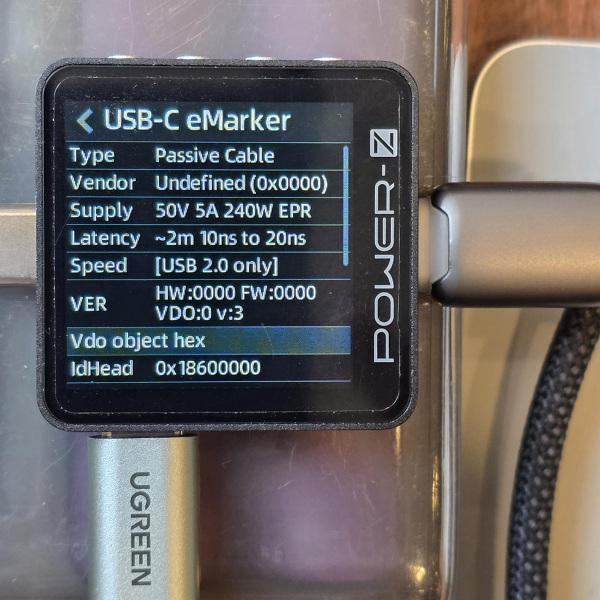 USB-C eMarker
Type Passive Cable
Vendor Undefined (0x0000)
Supply 50V 5A 240W EPR
Latency ~2m 10ns to 20ns
Speed [USB 2.0 only]
VER HW:0000 FW:0000
VDO:0 v:3
Vdo object hex
IdHead 0x18600000
POWER-Z
UGREEN